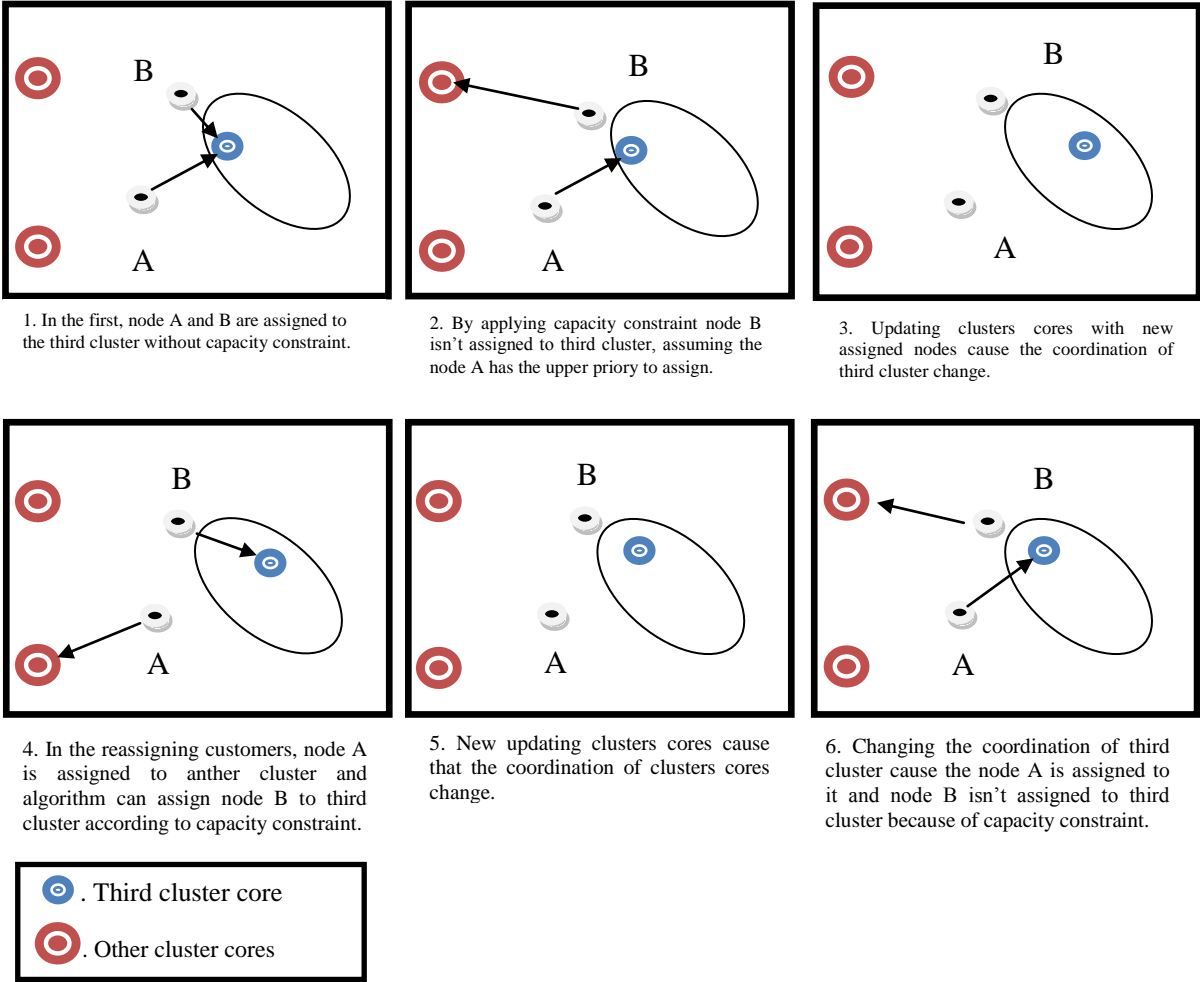 B
A
1. In the first, node A and B are assigned to
the third cluster without capacity constraint.
B
A
2. By applying capacity constraint node B
isn't assigned to third cluster, assuming the
node A has the upper priory to assign.
B
A
3. Updating clusters cores with new
assigned nodes cause the coordination of
third cluster change.
B
A
4. In the reassigning customers, node A
is assigned to anther cluster and
algorithm can assign node B to third
cluster according to capacity constraint.
B
A
5. New updating clusters cores cause
that the coordination of clusters cores
change.
B
A
6. Changing the coordination of third
cluster cause the node A is assigned to
it and node B isn't assigned to third
cluster because of capacity constraint.
. Third cluster core
. Other cluster cores